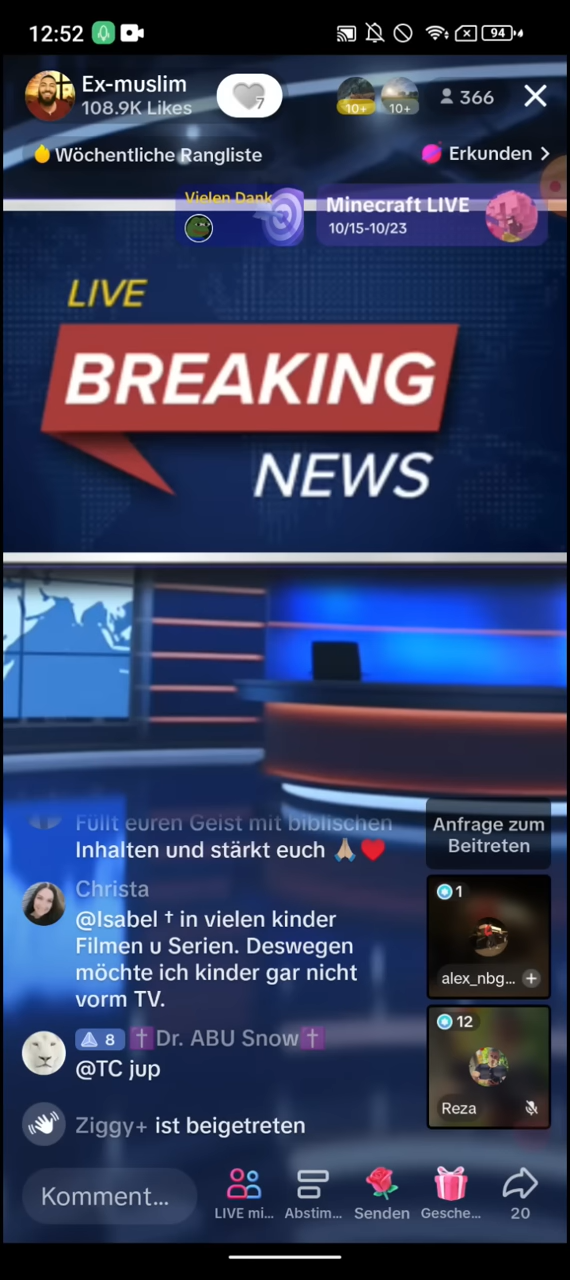 12:52
94
Ex-muslim
108.9K Likes
7
10+
10+
366
Wöchentliche Rangliste
Erkunden
Vielen Dank
Minecraft LIVE
10/15-10/23
LIVE
BREAKING
NEWS
Füllt euren Geist mit biblischen
Inhalten und stärkt euch 🙏🏼❤️
Anfrage zum
Beitreten
Christa
@Isabel † in vielen kinder
Filmen u Serien. Deswegen
möchte ich kinder gar nicht
vorm TV.
1
alex_nbg... +
8 ✝️Dr. ABU Snow✝️
@TC jup
12
Reza
Ziggy+ ist beigetreten
Komment...
LIVE mi...
Abstim...
Senden
Gesche...
20